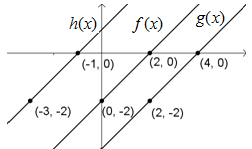 h(x) f(x) g(x)
(-1, 0) (2, 0) (4, 0)
(-3, -2) (0, -2) (2, -2)